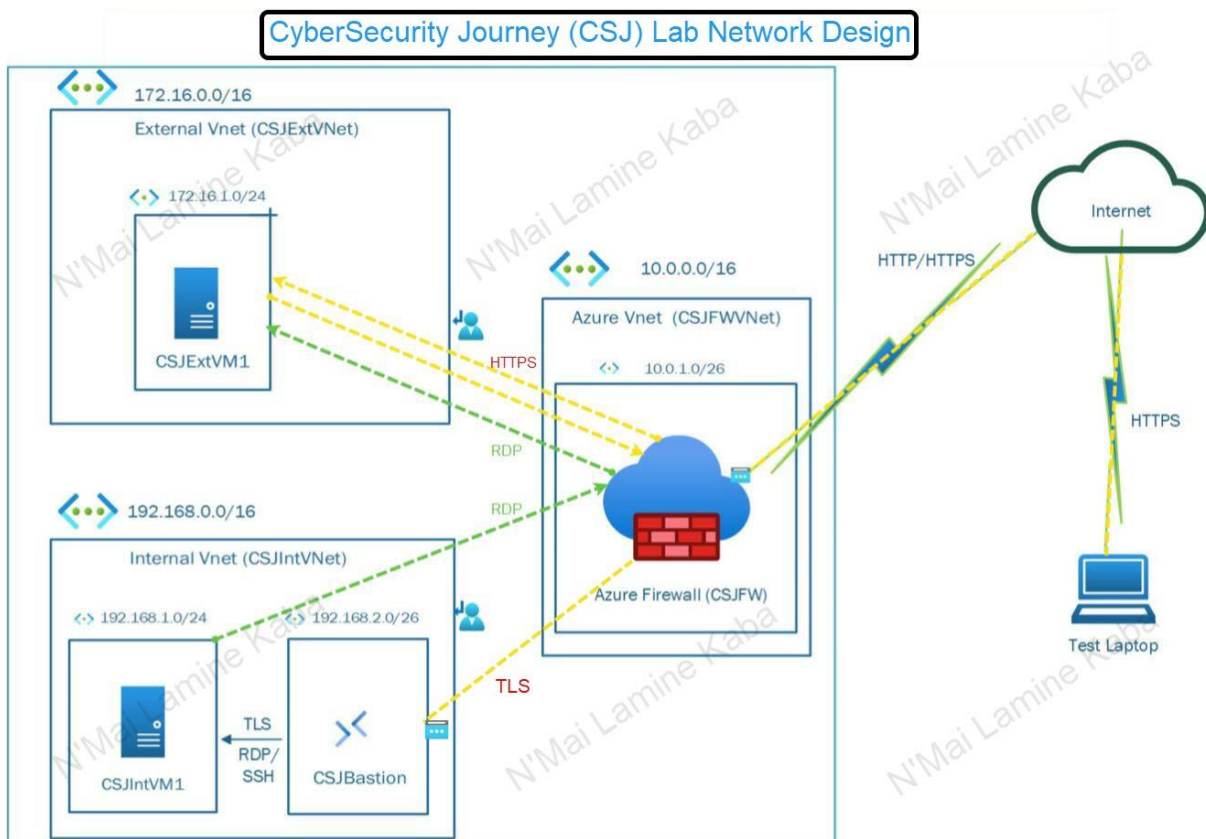 CyberSecurity Journey (CSJ) Lab Network Design
172.16.0.0/16
External Vnet (CSJExtVNet)
172.16.1.0/24
CSJExtVM1
HTTPS
RDP
RDP
192.168.0.0/16
Internal Vnet (CSJIntVNet)
192.168.1.0/24
192.168.2.0/26
CSJIntVM1
TLS
RDP/
SSH
CSJBastion
TLS
10.0.0.0/16
Azure Vnet (CSJFWVNet)
10.0.1.0/26
Azure Firewall (CSJFW)
HTTP/HTTPS
Internet
HTTPS
Test Laptop
N'Mai Lamine Kaba
N'Mai Lamine Kaba
N'Mai Lamine Kaba
N'Mai Lamine Kaba
N'Mai Lamine Kaba
N'Mai Lamine Kaba